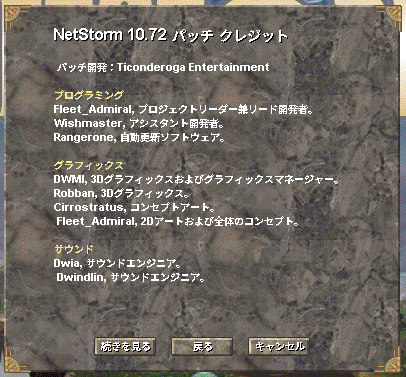 NetStorm 10.72 パッチ クレジット
パッチ開発：Ticonderoga Entertainment
プログラミング
Fleet_Admiral, プロジェクトリーダー兼リード開発者。
Wishmaster, アシスタント開発者。
Rangerone, 自動更新ソフトウェア。
グラフィックス
DWMI, 3Dグラフィックスおよびグラフィックスマネージャー。
Robban, 3Dグラフィックス。
Cirrostratus, コンセプトアート。
Fleet_Admiral, 2Dアートおよび全体のコンセプト。
サウンド
Dwia, サウンドエンジニア。
Dwindlin, サウンドエンジニア。
続きを見る 戻る キャンセル